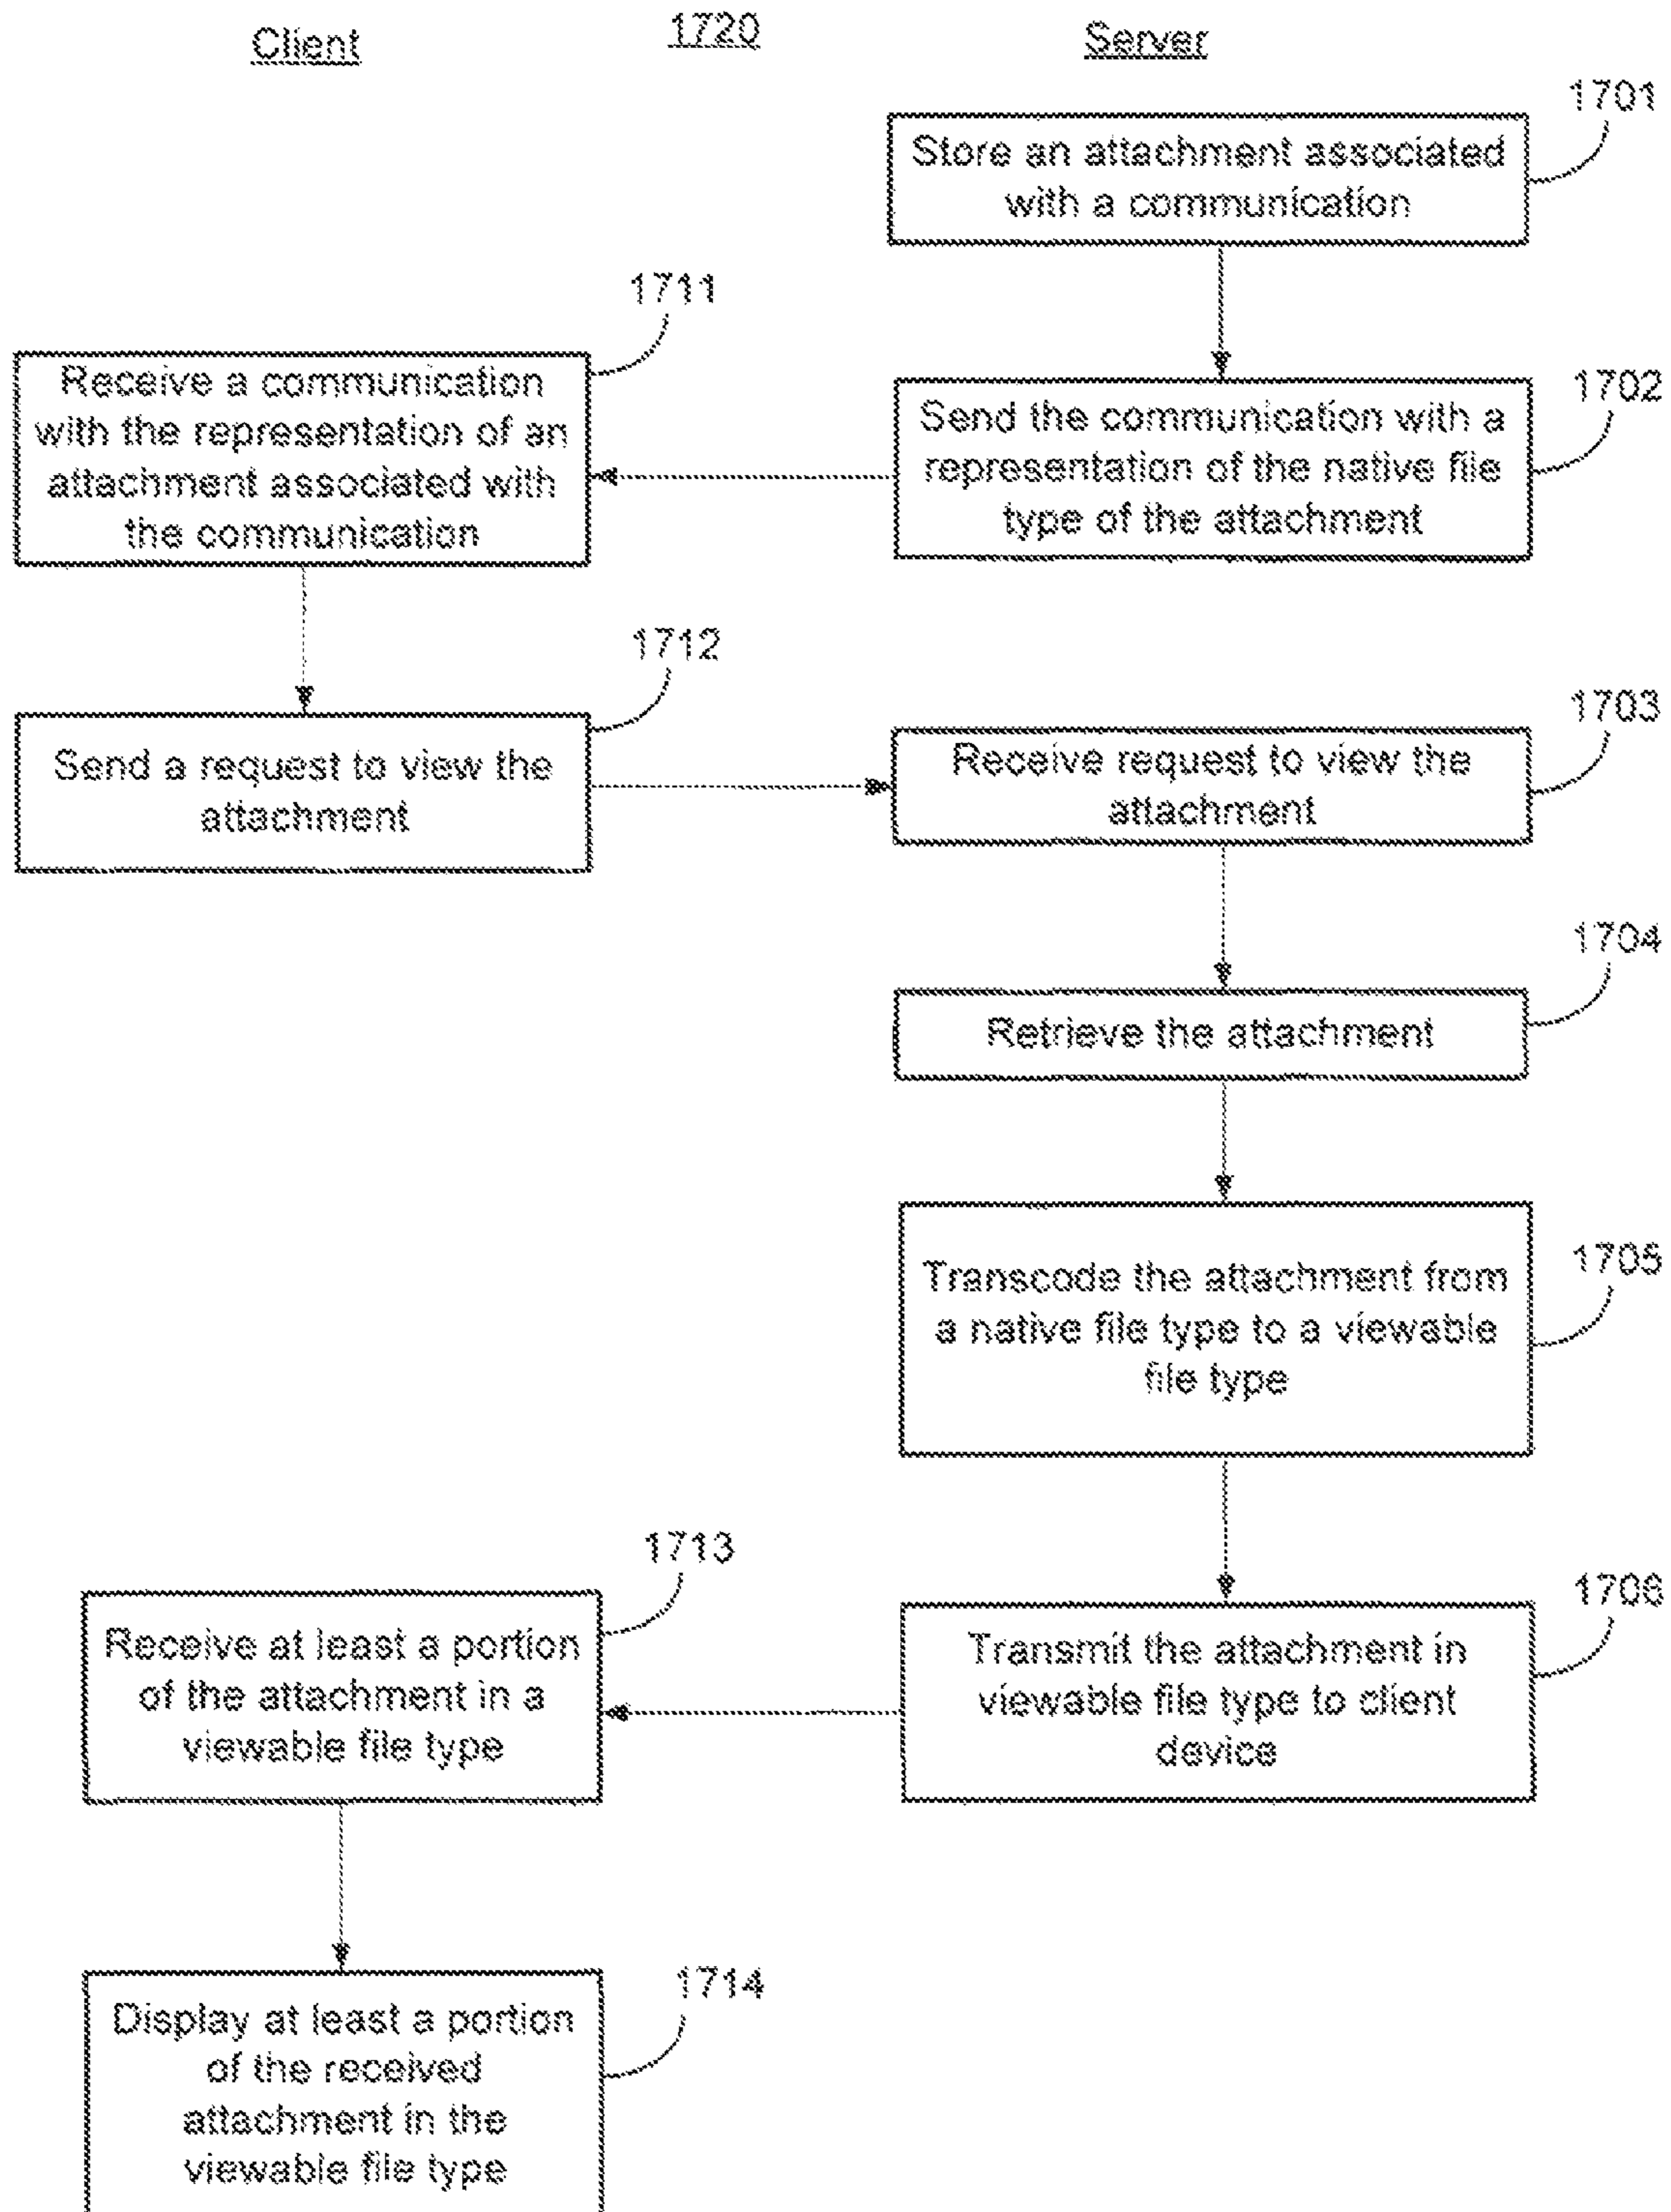 Client
1720
Server
1701
Store an attachment associated
with a communication
1711
Receive a communication
with the representation of an
attachment associated with
the communication
1702
Send the communication with a
representation of the native file
type of the attachment
1712
Send a request to view the
attachment
1703
Receive request to view the
attachment
1704
Retrieve the attachment
1705
Transcode the attachment from
a native file type to a viewable
file type
1713
Receive at least a portion
of the attachment in a
viewable file type
1706
Transmit the attachment in
viewable file type to client
device
1714
Display at least a portion
of the received
attachment in the
viewable file type